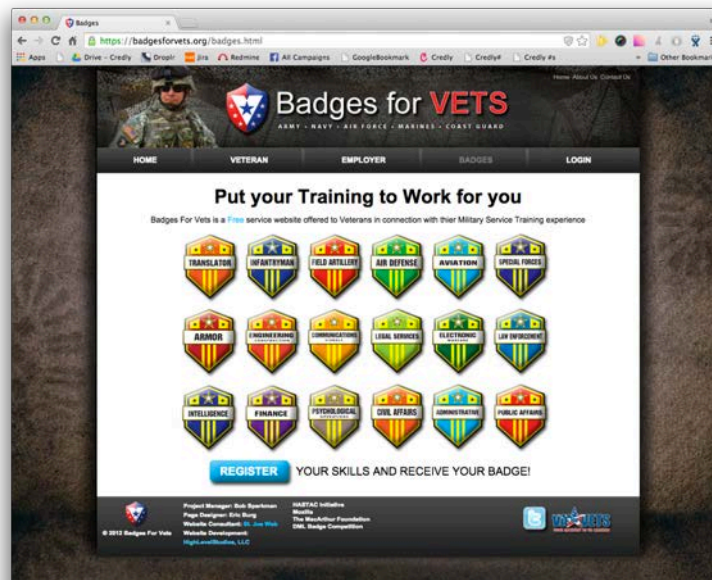 Badges
https://badgesforvets.org/badges.html
Apps Drive - Credly Droplr Jira Redmine All Campaigns GoogleBookmark Credly Credly# Credly #s » Other Bookmar
Home About Us Contact Us
Badges for VETS
ARMY • NAVY • AIR FORCE • MARINES • COAST GUARD
HOME VETERAN EMPLOYER BADGES LOGIN
Put your Training to Work for you
Badges For Vets is a Free service website offered to Veterans in connection with thier Military Service Training experience
TRANSLATOR INFANTRYMAN FIELD ARTILLERY AIR DEFENSE AVIATION SPECIAL FORCES
ARMOR ENGINEERING CONSTRUCTION COMMUNICATIONS SIGNALS LEGAL SERVICES ELECTRONIC WARFARE LAW ENFORCEMENT
INTELLIGENCE FINANCE PSYCHOLOGICAL OPERATIONS CIVIL AFFAIRS ADMINISTRATIVE PUBLIC AFFAIRS
REGISTER YOUR SKILLS AND RECEIVE YOUR BADGE!
Project Manager: Bob Sparkman
Page Designer: Eric Burg
Website Consultant: St. Joe Web
Website Development:
HighLevelStudios, LLC
© 2012 Badges For Vets
HASTAC Initiative
Mozilla
The MacArthur Foundation
DML Badge Competition
VETS